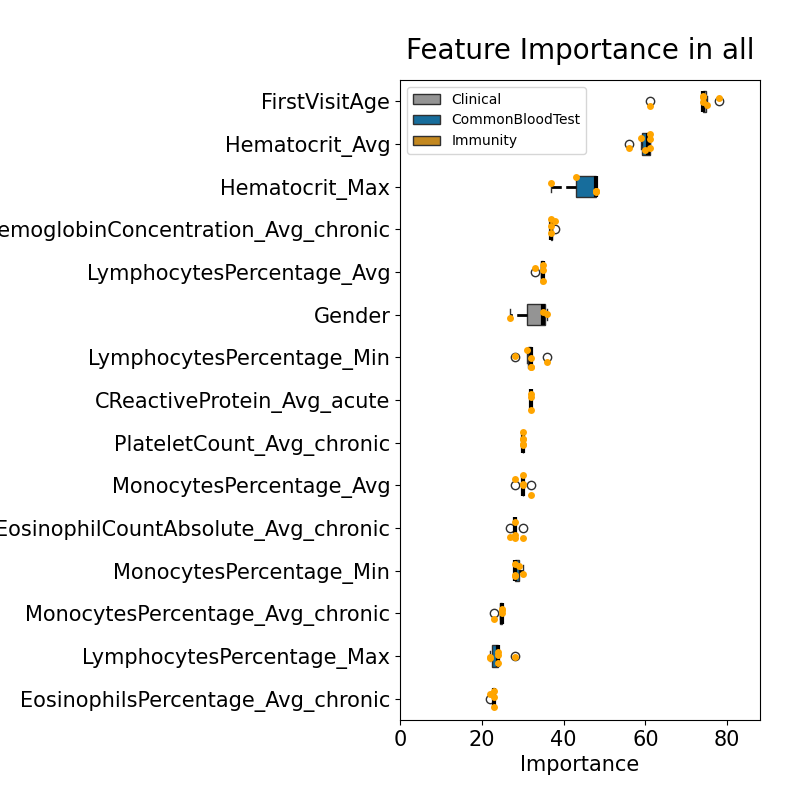 Feature Importance in all
FirstVisitAge
Clinical
CommonBloodTest
Immunity
Hematocrit_Avg
Hematocrit_Max
emoglobinConcentration_Avg_chronic
LymphocytesPercentage_Avg
Gender
LymphocytesPercentage_Min
CReactiveProtein_Avg_acute
PlateletCount_Avg_chronic
MonocytesPercentage_Avg
EosinophilCountAbsolute_Avg_chronic
MonocytesPercentage_Min
MonocytesPercentage_Avg_chronic
LymphocytesPercentage_Max
EosinophilsPercentage_Avg_chronic
0 20 40 60 80
Importance